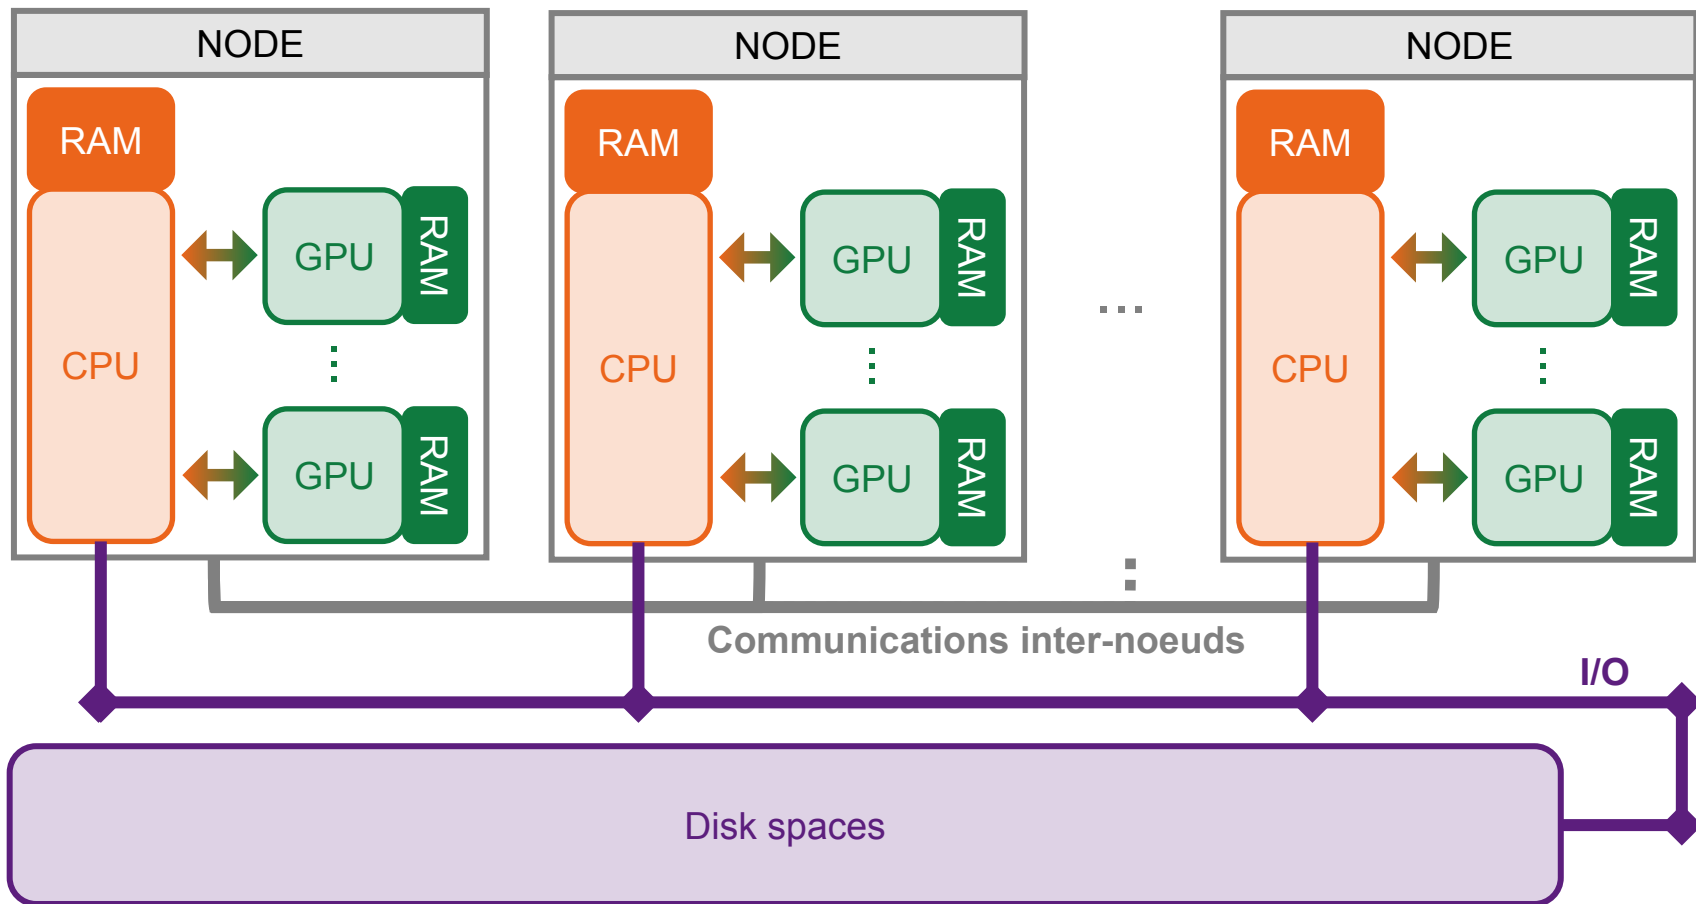 NODE
RAM
CPU
GPU
RAM
GPU
RAM
NODE
RAM
CPU
GPU
RAM
GPU
RAM
...
NODE
RAM
CPU
GPU
RAM
GPU
RAM
Communications inter-noeuds
I/O
Disk spaces